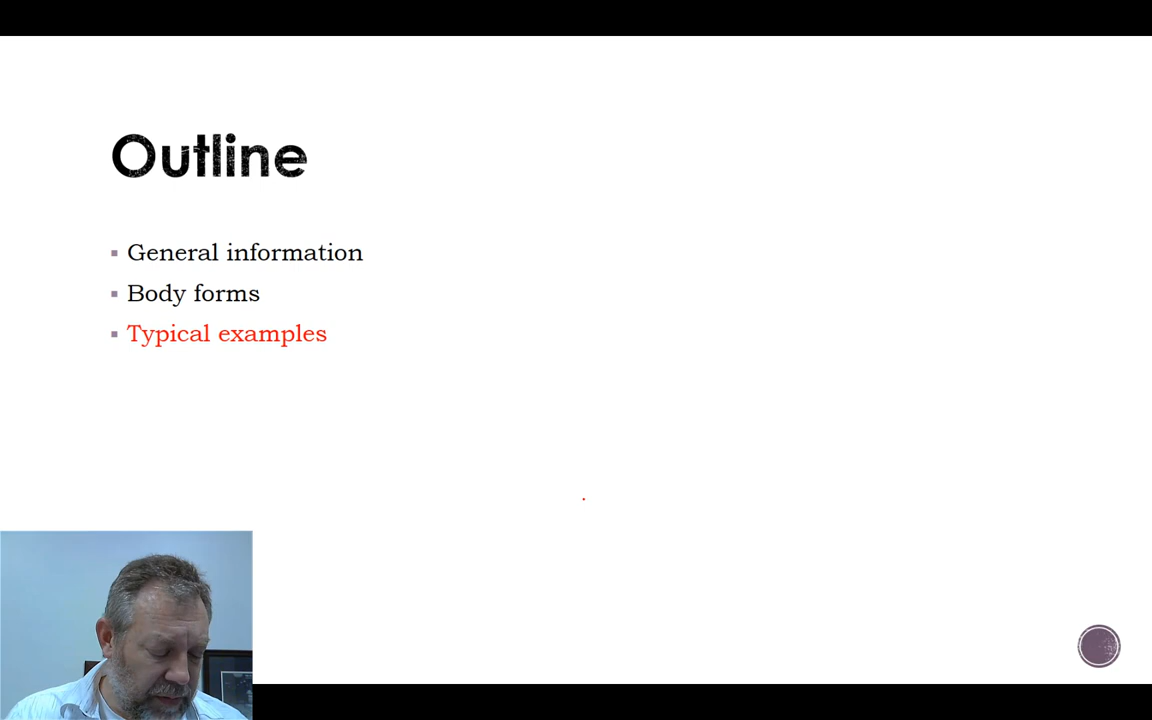 Outline
General information
Body forms
Typical examples